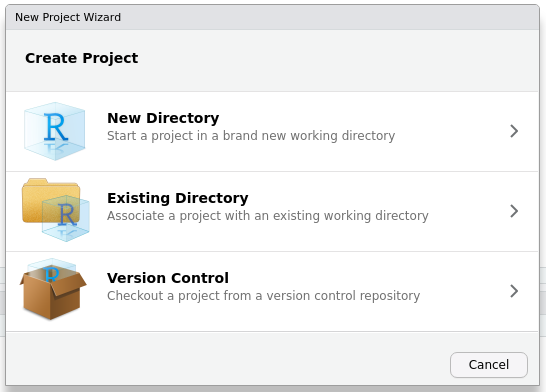 New Project Wizard
Create Project
New Directory
Start a project in a brand new working directory
Existing Directory
Associate a project with an existing working directory
Version Control
Checkout a project from a version control repository
Cancel